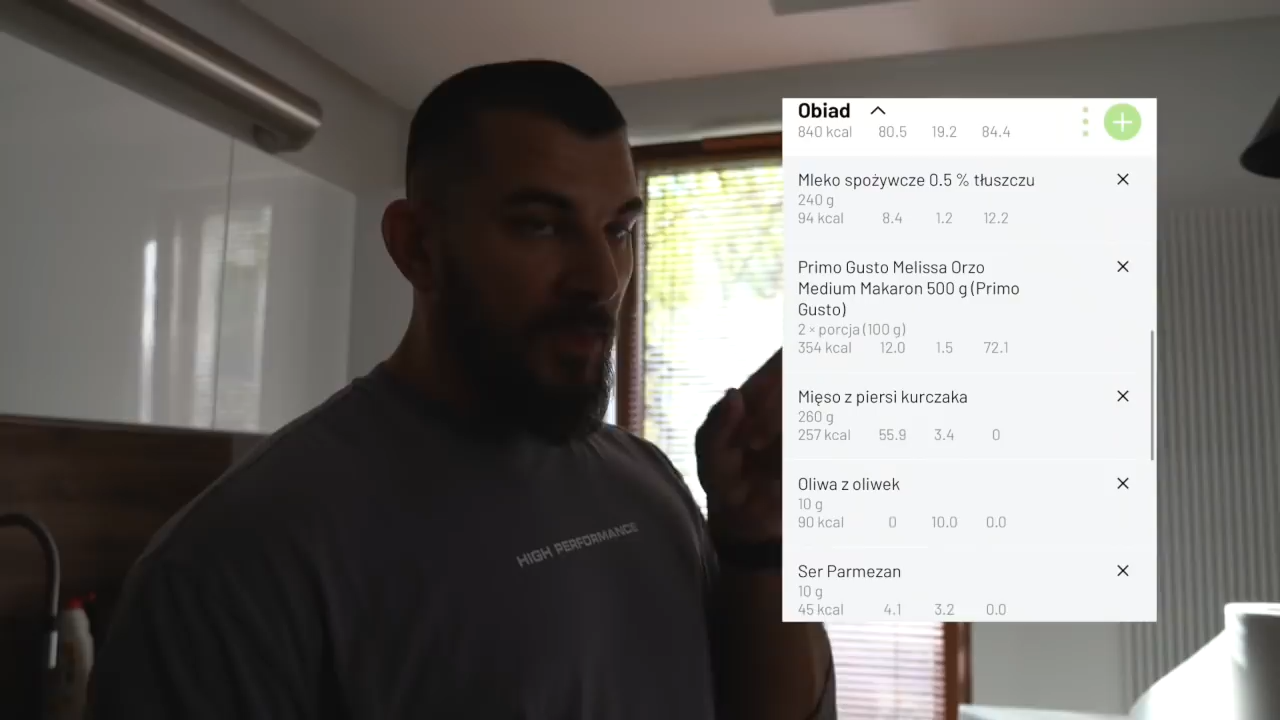 Obiad
840 kcal 80.5 19.2 84.4
Mleko spożywcze 0.5 % tłuszczu
240 g
94 kcal 8.4 1.2 12.2
Primo Gusto Melissa Orzo
Medium Makaron 500 g (Primo
Gusto)
2 × porcja (100 g)
354 kcal 12.0 1.5 72.1
Mięso z piersi kurczaka
260 g
257 kcal 55.9 3.4 0
Oliwa z oliwek
10 g
90 kcal 0 10.0 0.0
Ser Parmezan
10 g
45 kcal 4.1 3.2 0.0
HIGH PERFORMANCE